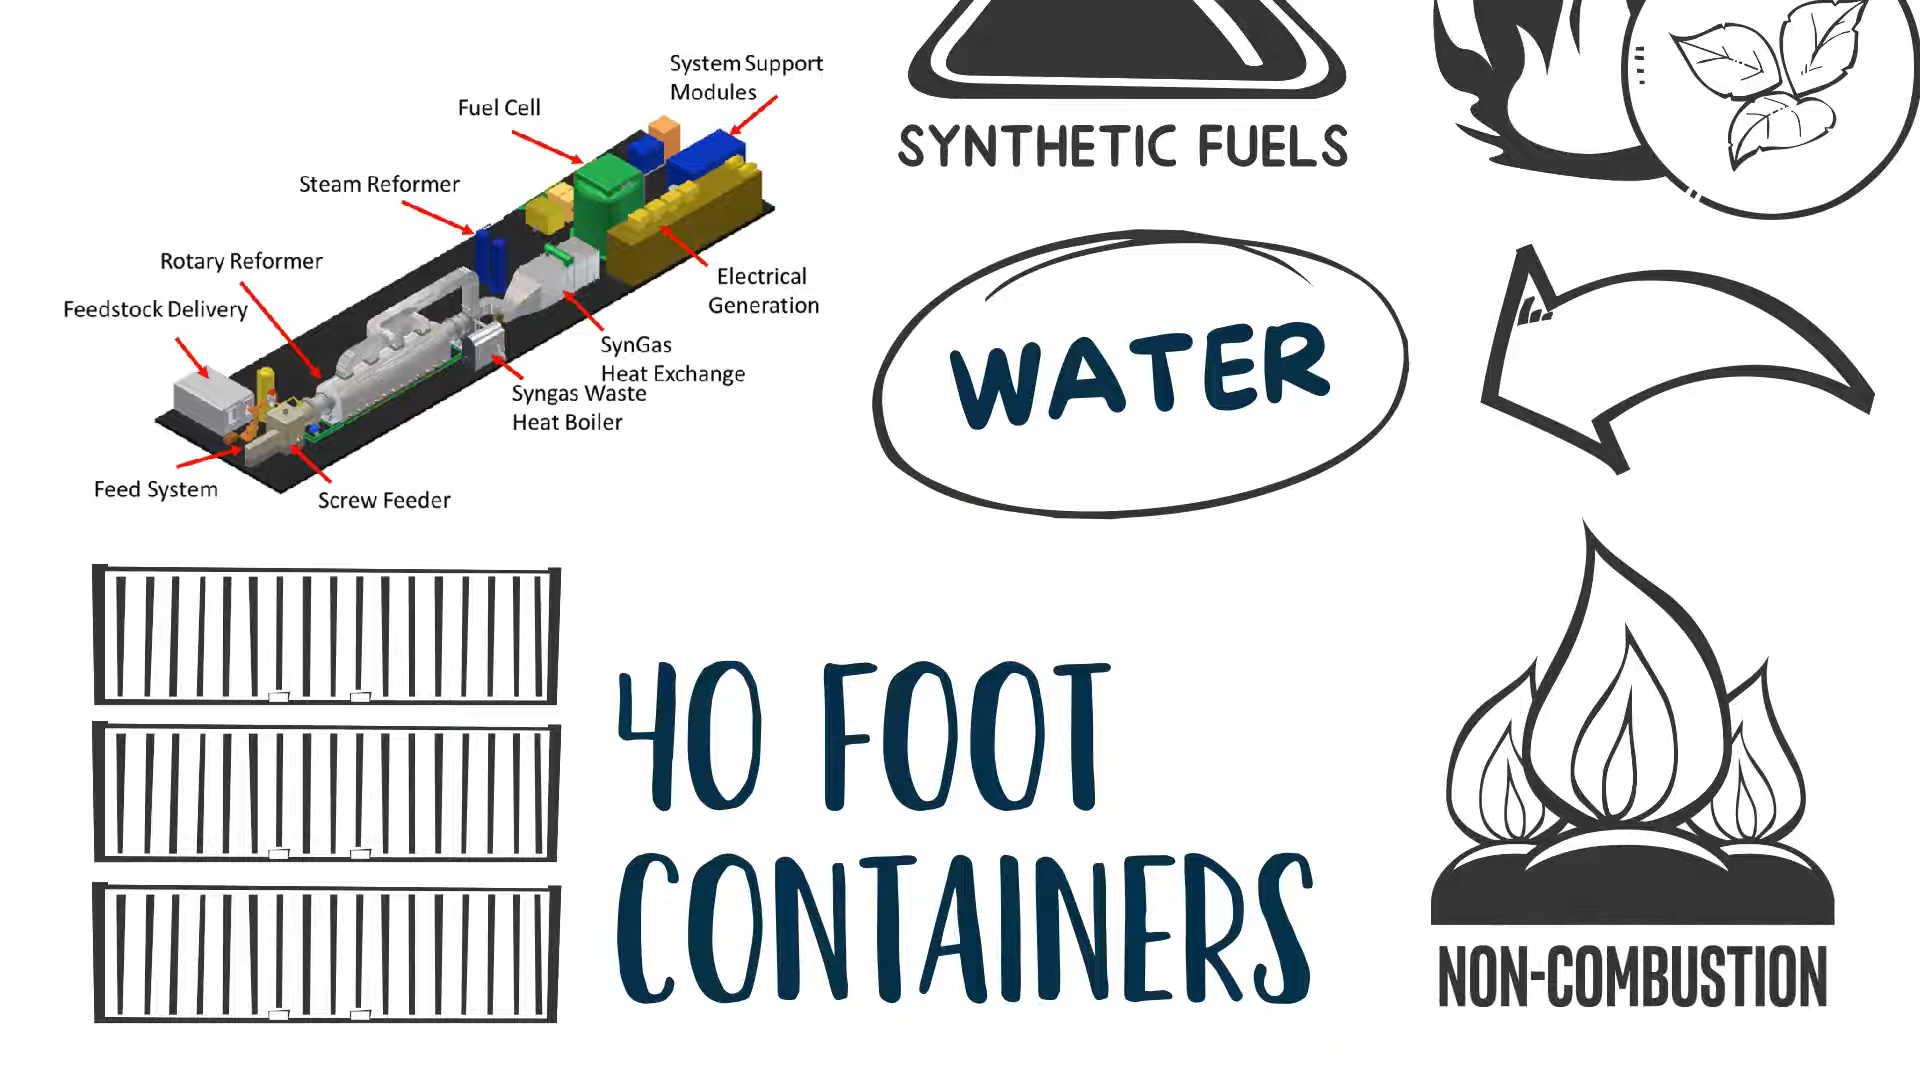 System Support
Modules
Fuel Cell
Steam Reformer
Rotary Reformer
Feedstock Delivery
Electrical
Generation
SynGas
Heat Exchange
Syngas Waste
Heat Boiler
Feed System
Screw Feeder
SYNTHETIC FUELS
WATER
40 FOOT
CONTAINERS
NON-COMBUSTION